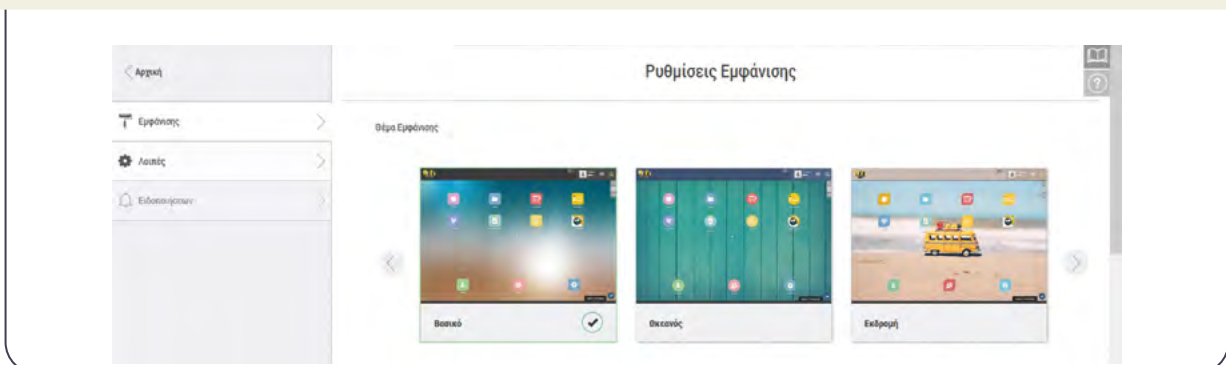 Αρχική
Ρυθμίσεις Εμφάνισης
Εμφάνισης
Θέμα Εμφάνισης
Λοιπές
Ειδοποιήσεων
Βασικό
Ωκεανός
Εκδρομή